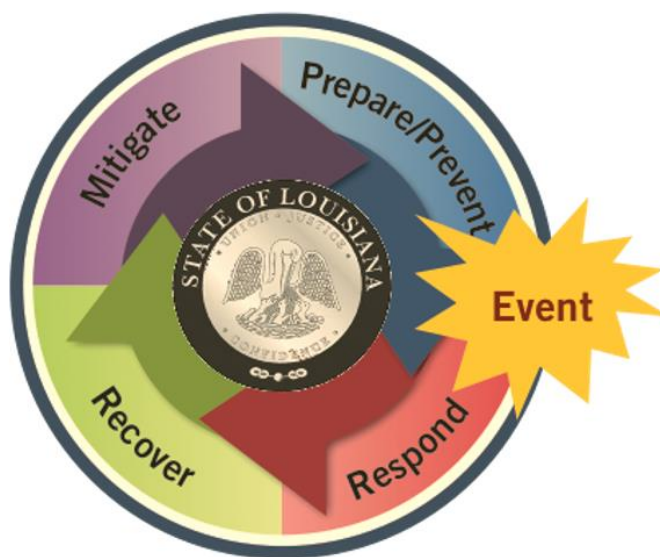 Mitigate
Prepare/Prevent
STATE OF LOUISIANA
UNION · JUSTICE
CONFIDENCE
Event
Recover
Respond